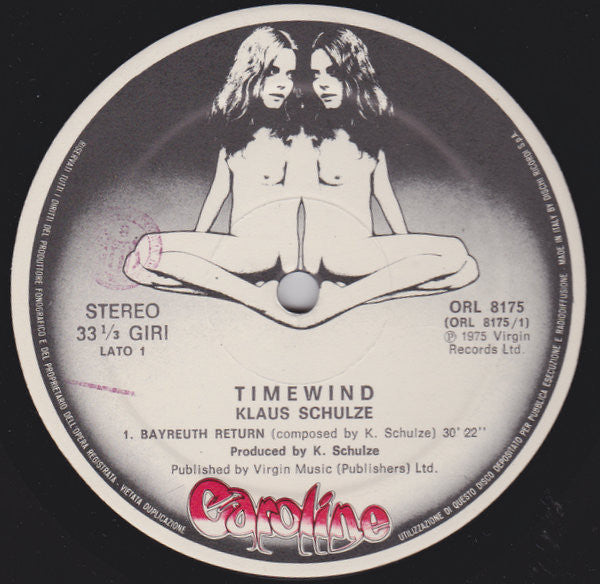 STEREO
33 1/3 GIRI
LATO 1
ORL 8175
(ORL 8175/1)
Ⓟ 1975 Virgin
Records Ltd.
TIMEWIND
KLAUS SCHULZE
1. BAYREUTH RETURN (composed by K. Schulze) 30' 22''
Produced by K. Schulze
Published by Virgin Music (Publishers) Ltd.
Caroline
RISERVATI TUTTI I DIRITTI DEL PRODUTTORE FONOGRAFICO E DEL PROPRIETARIO DELL'OPERA REGISTRATA - VIETATA DUPLICAZIONE
UTILIZZAZIONE DI QUESTO DISCO DEPOSITATO PER PUBBLICA ESECUZIONE E RADIODIFFUSIONE - MADE IN ITALY BY DISCHI RICORDI S.p.A.